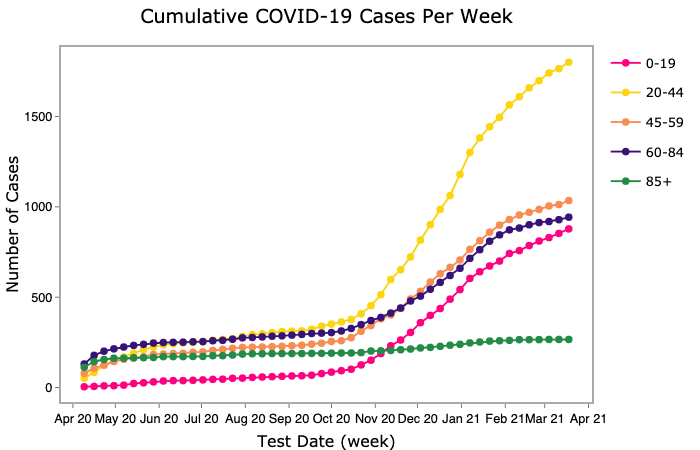 Cumulative COVID-19 Cases Per Week
Number of Cases
1500
1000
500
0
Apr 20 May 20 Jun 20 Jul 20 Aug 20 Sep 20 Oct 20 Nov 20 Dec 20 Jan 21 Feb 21 Mar 21 Apr 21
Test Date (week)
0-19
20-44
45-59
60-84
85+